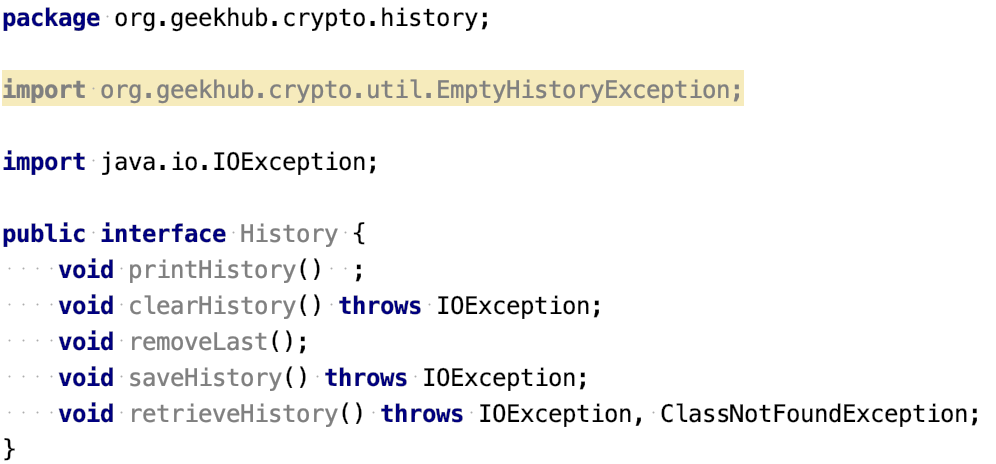 package org.geekhub.crypto.history;
import org.geekhub.crypto.util.EmptyHistoryException;
import java.io.IOException;
public interface History {
    void printHistory()  ;
    void clearHistory() throws IOException;
    void removeLast();
    void saveHistory() throws IOException;
    void retrieveHistory() throws IOException, ClassNotFoundException;
}